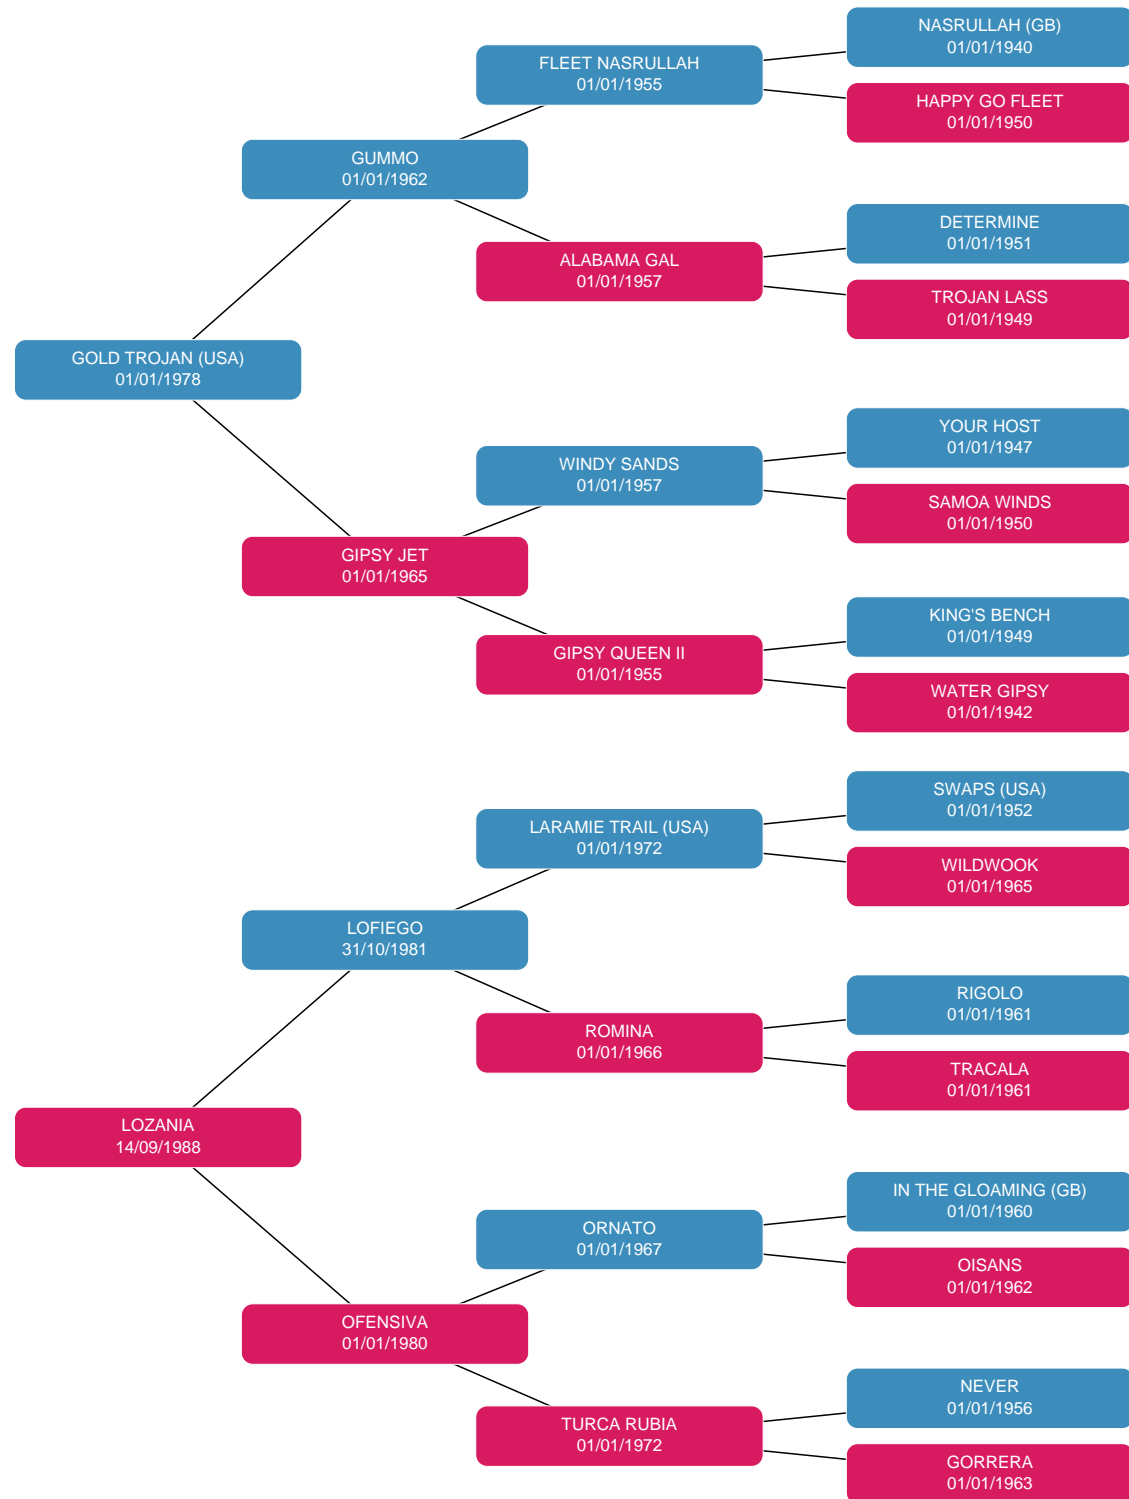 NASRULLAH (GB)
01/01/1940
FLEET NASRULLAH
01/01/1955
HAPPY GO FLEET
01/01/1950
GUMMO
01/01/1962
DETERMINE
01/01/1951
ALABAMA GAL
01/01/1957
TROJAN LASS
01/01/1949
GOLD TROJAN (USA)
01/01/1978
YOUR HOST
01/01/1947
WINDY SANDS
01/01/1957
SAMOA WINDS
01/01/1950
GIPSY JET
01/01/1965
KING'S BENCH
01/01/1949
GIPSY QUEEN II
01/01/1955
WATER GIPSY
01/01/1942
SWAPS (USA)
01/01/1952
LARAMIE TRAIL (USA)
01/01/1972
WILDWOOK
01/01/1965
LOFIEGO
31/10/1981
RIGOLO
01/01/1961
ROMINA
01/01/1966
TRACALA
01/01/1961
LOZANIA
14/09/1988
IN THE GLOAMING (GB)
01/01/1960
ORNATO
01/01/1967
OISANS
01/01/1962
OFENSIVA
01/01/1980
NEVER
01/01/1956
TURCA RUBIA
01/01/1972
GORRERA
01/01/1963